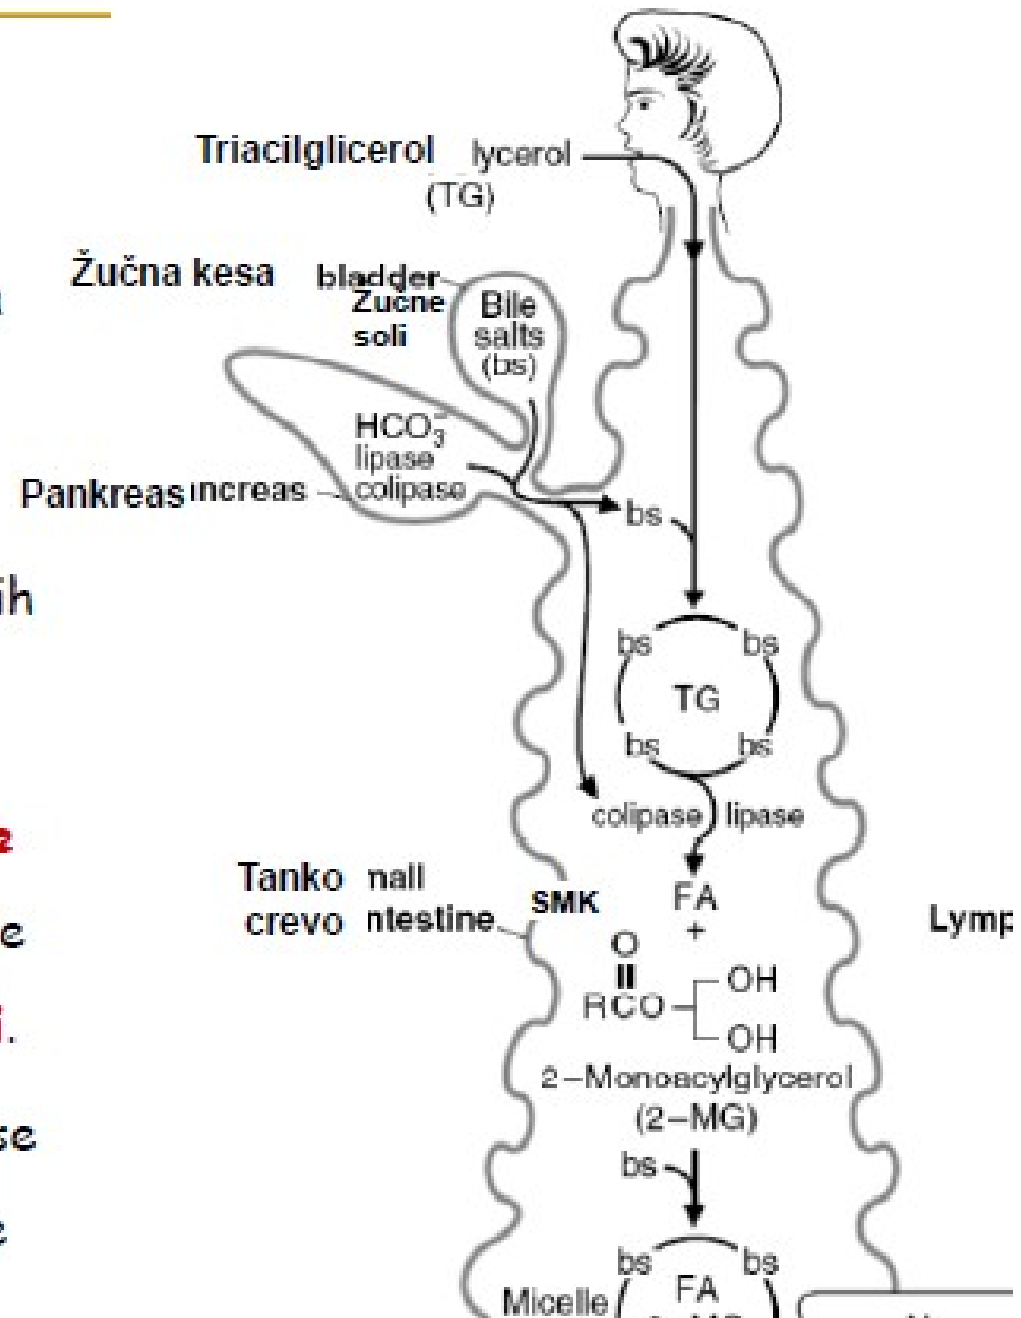 Triacilglicerol lycerol
(TG)
Žučna kesa bladder
Žučne
soli
Bile
salts
(bs)
HCO3−
lipase
colipase
Pankreas ncreas
bs
ih
bs bs
TG
bs bs
colipase lipase
Tanko mall
crevo ntestine
SMK
FA
+
e
Lymp
O
RCO
OH
OH
i.
2–Monoacylglycerol
(2–MG)
se
bs
bs bs
Micelle
FA